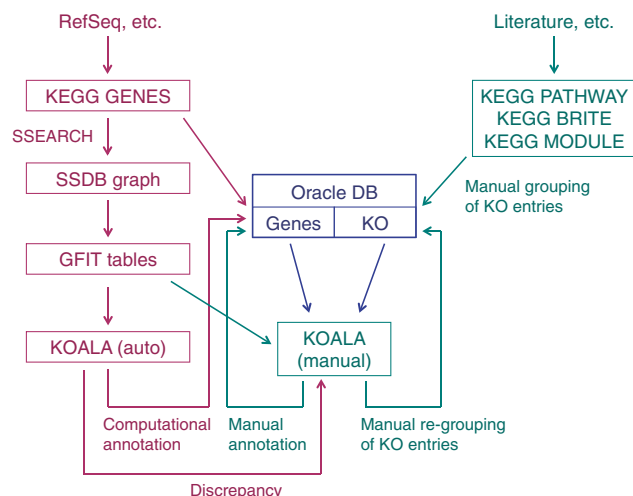 RefSeq, etc.
Literature, etc.
KEGG GENES
KEGG PATHWAY
KEGG BRITE
KEGG MODULE
SSEARCH
SSDB graph
Oracle DB
Genes
KO
Manual grouping
of KO entries
GFIT tables
KOALA (auto)
KOALA
(manual)
Computational
annotation
Manual
annotation
Manual re-grouping
of KO entries
Discrepancy